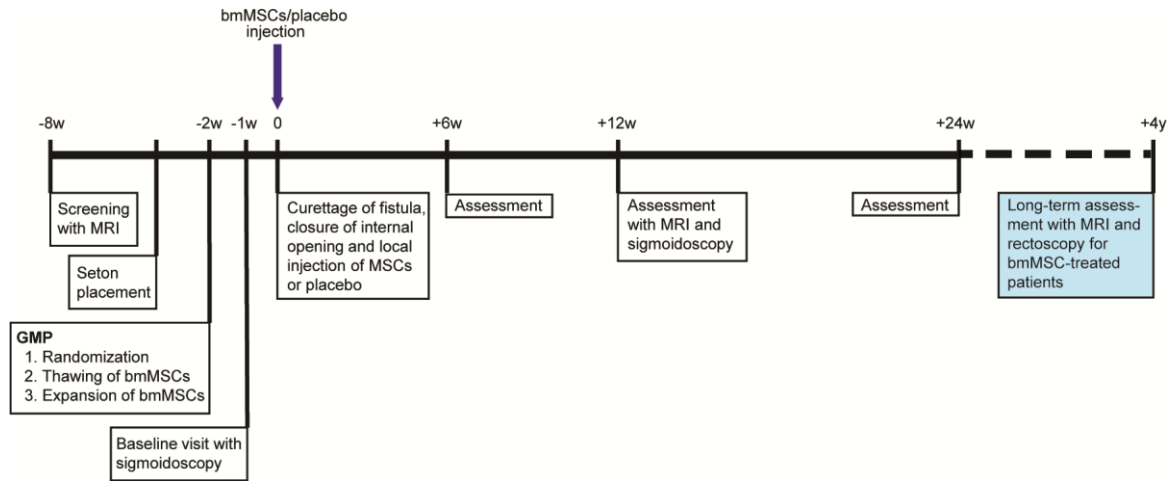 bmMSCs/placebo
injection
-8w
-2w
-1w
0
+6w
+12w
+24w
+4y
Screening
with MRI
Seton
placement
GMP
1. Randomization
2. Thawing of bmMSCs
3. Expansion of bmMSCs
Baseline visit with
sigmoidoscopy
Curettage of fistula,
closure of internal
opening and local
injection of MSCs
or placebo
Assessment
Assessment
with MRI and
sigmoidoscopy
Assessment
Long-term assess-
ment with MRI and
rectoscopy for
bmMSC-treated
patients